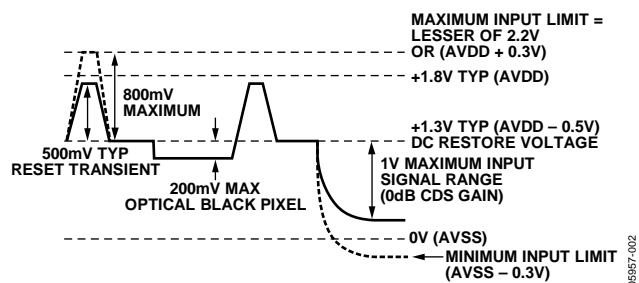 MAXIMUM INPUT LIMIT =
LESSER OF 2.2V
OR (AVDD + 0.3V)
+1.8V TYP (AVDD)
800mV
MAXIMUM
+1.3V TYP (AVDD – 0.5V)
DC RESTORE VOLTAGE
500mV TYP
RESET TRANSIENT
200mV MAX
OPTICAL BLACK PIXEL
1V MAXIMUM INPUT
SIGNAL RANGE
(0dB CDS GAIN)
0V (AVSS)
MINIMUM INPUT LIMIT
(AVSS – 0.3V)
05957-002